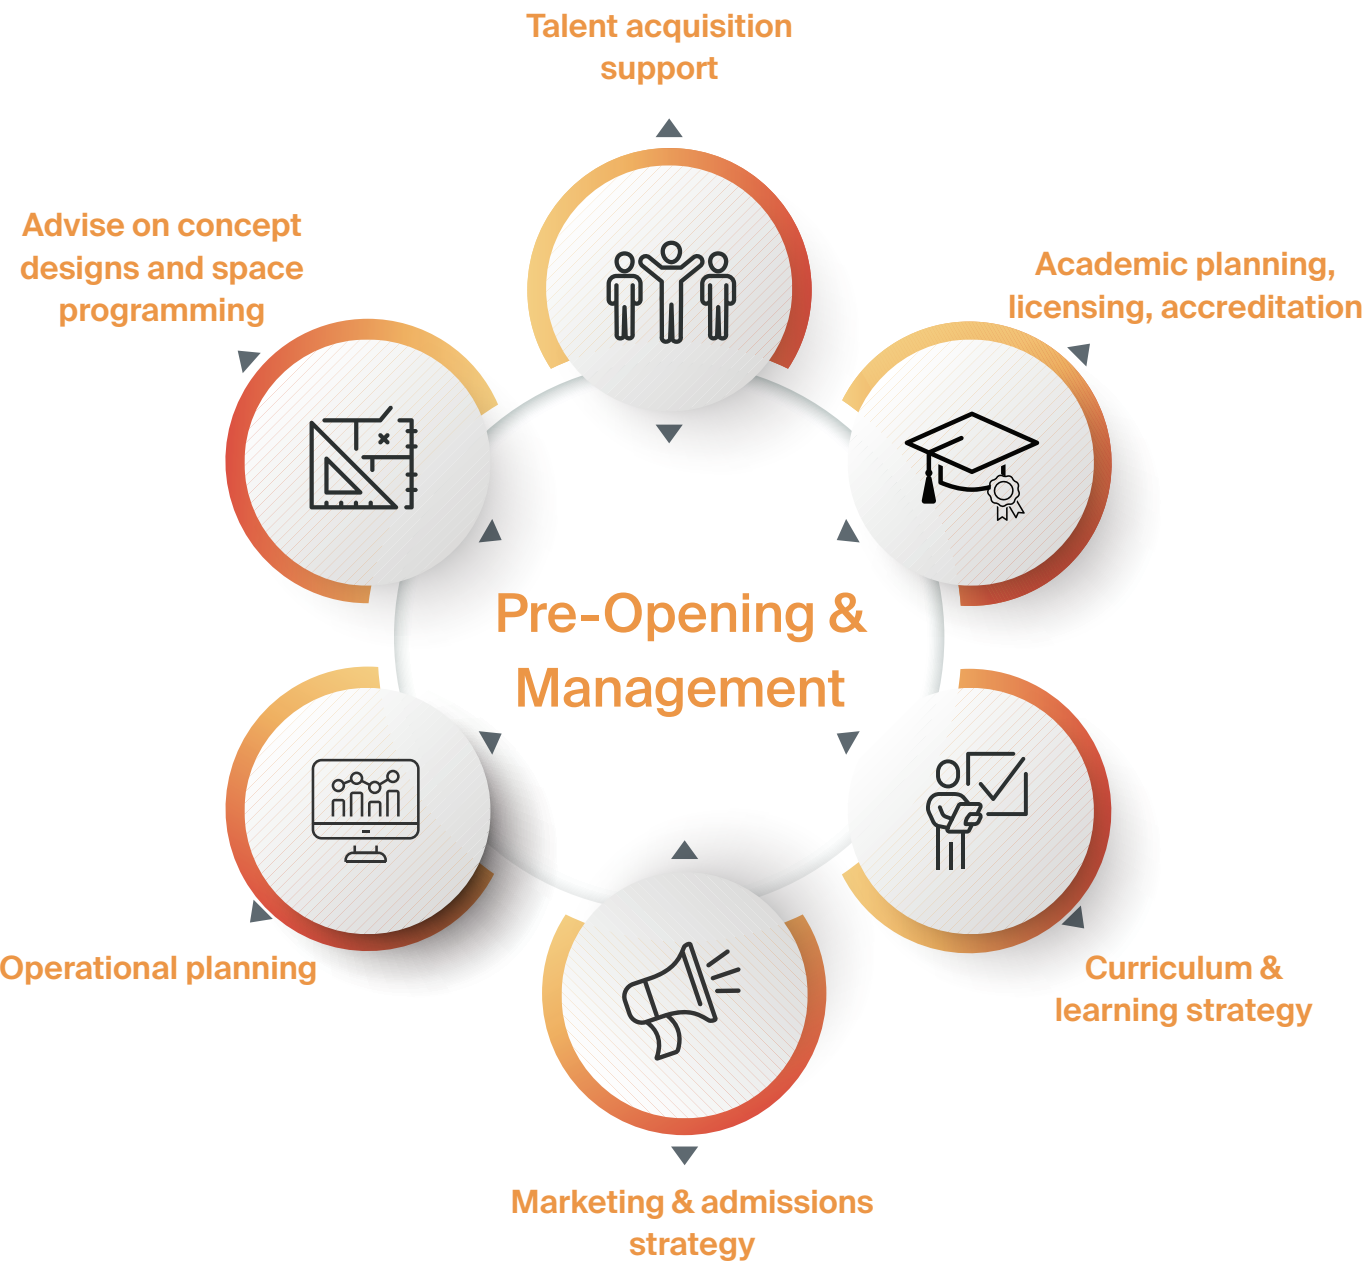 Talent acquisition
support
Advise on concept
designs and space
programming
Academic planning,
licensing, accreditation
Pre-Opening &
Management
Operational planning
Curriculum &
learning strategy
Marketing & admissions
strategy